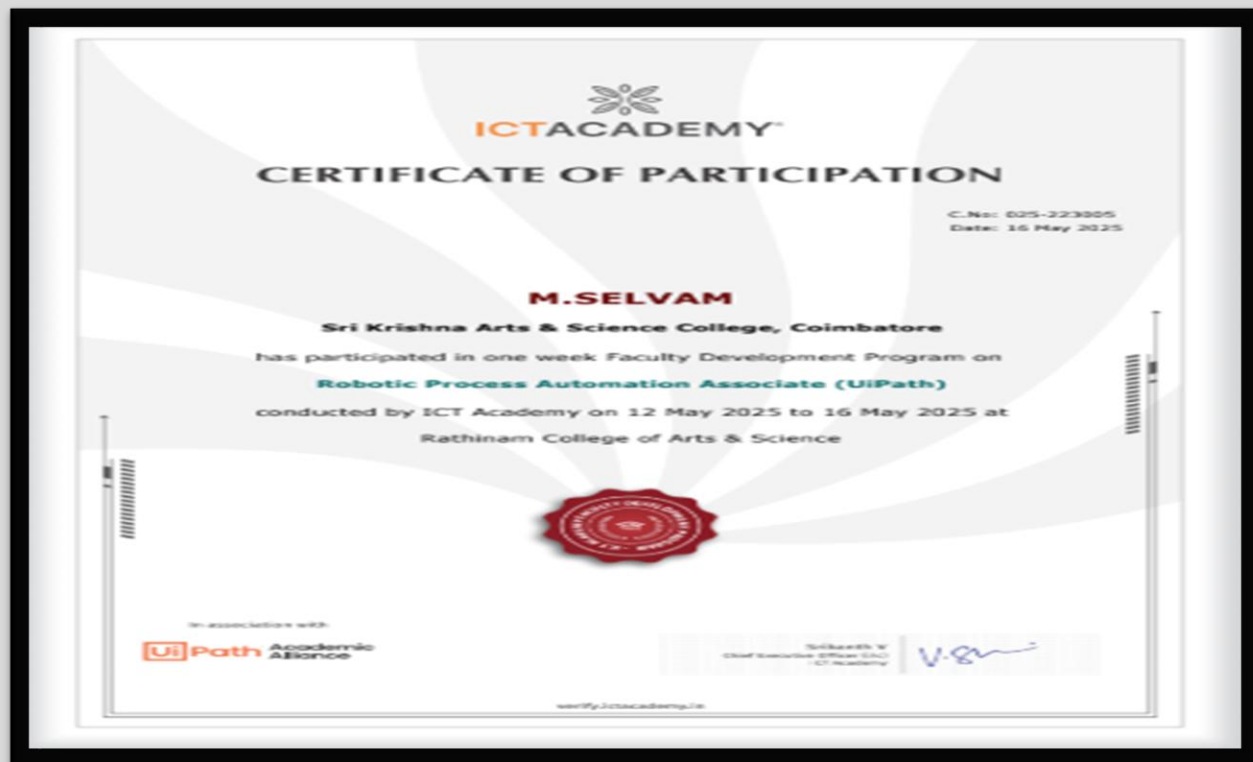 ICTACADEMY
CERTIFICATE OF PARTICIPATION
C.No: 025-223005
Date: 16 May 2025
M.SELVAM
Sri Krishna Arts & Science College, Coimbatore
has participated in one week Faculty Development Program on
Robotic Process Automation Associate (UiPath)
conducted by ICT Academy on 12 May 2025 to 16 May 2025 at
Rathinam College of Arts & Science
FACULTY DEVELOPMENT PROGRAM
In association with
UiPath Academic
Alliance
Srikanth V
Chief Executive Officer
ICT Academy
verify.ictacademy.in